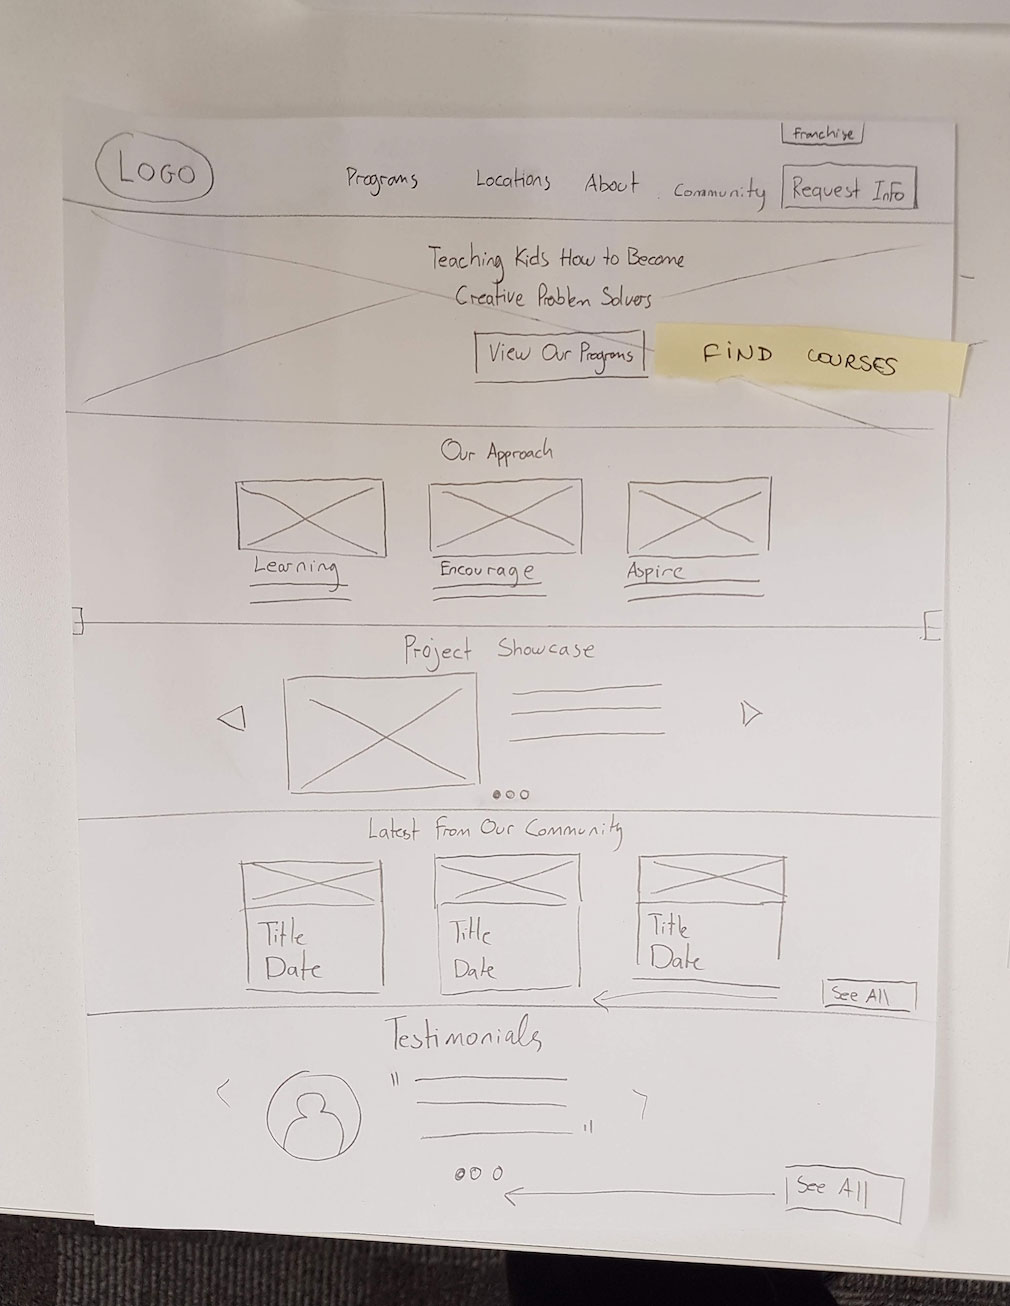 Franchise
LOGO
Programs Locations About Community Request Info
Teaching Kids How to Become
Creative Problem Solvers
View Our Programs FIND COURSES
Our Approach
Learning Encourage Aspire
Project Showcase
Latest From Our Community
Title Title Title
Date Date Date
See All
Testimonials
" "
See All